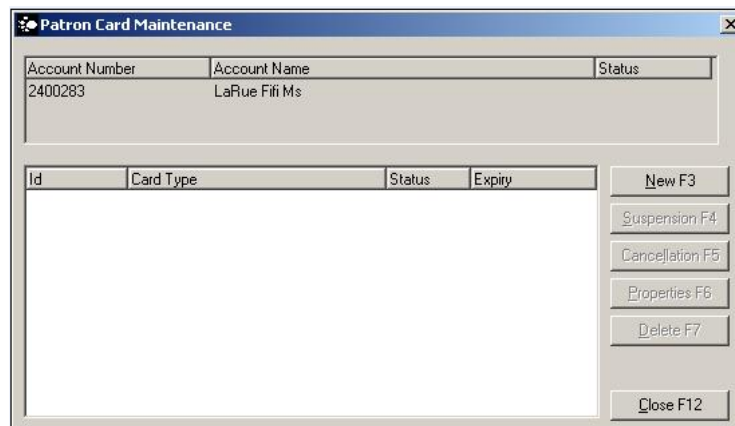 Patron Card Maintenance
Account Number Account Name Status
2400283 LaRue Fifi Ms
Id Card Type Status Expiry
New F3
Suspension F4
Cancellation F5
Properties F6
Delete F7
Close F12